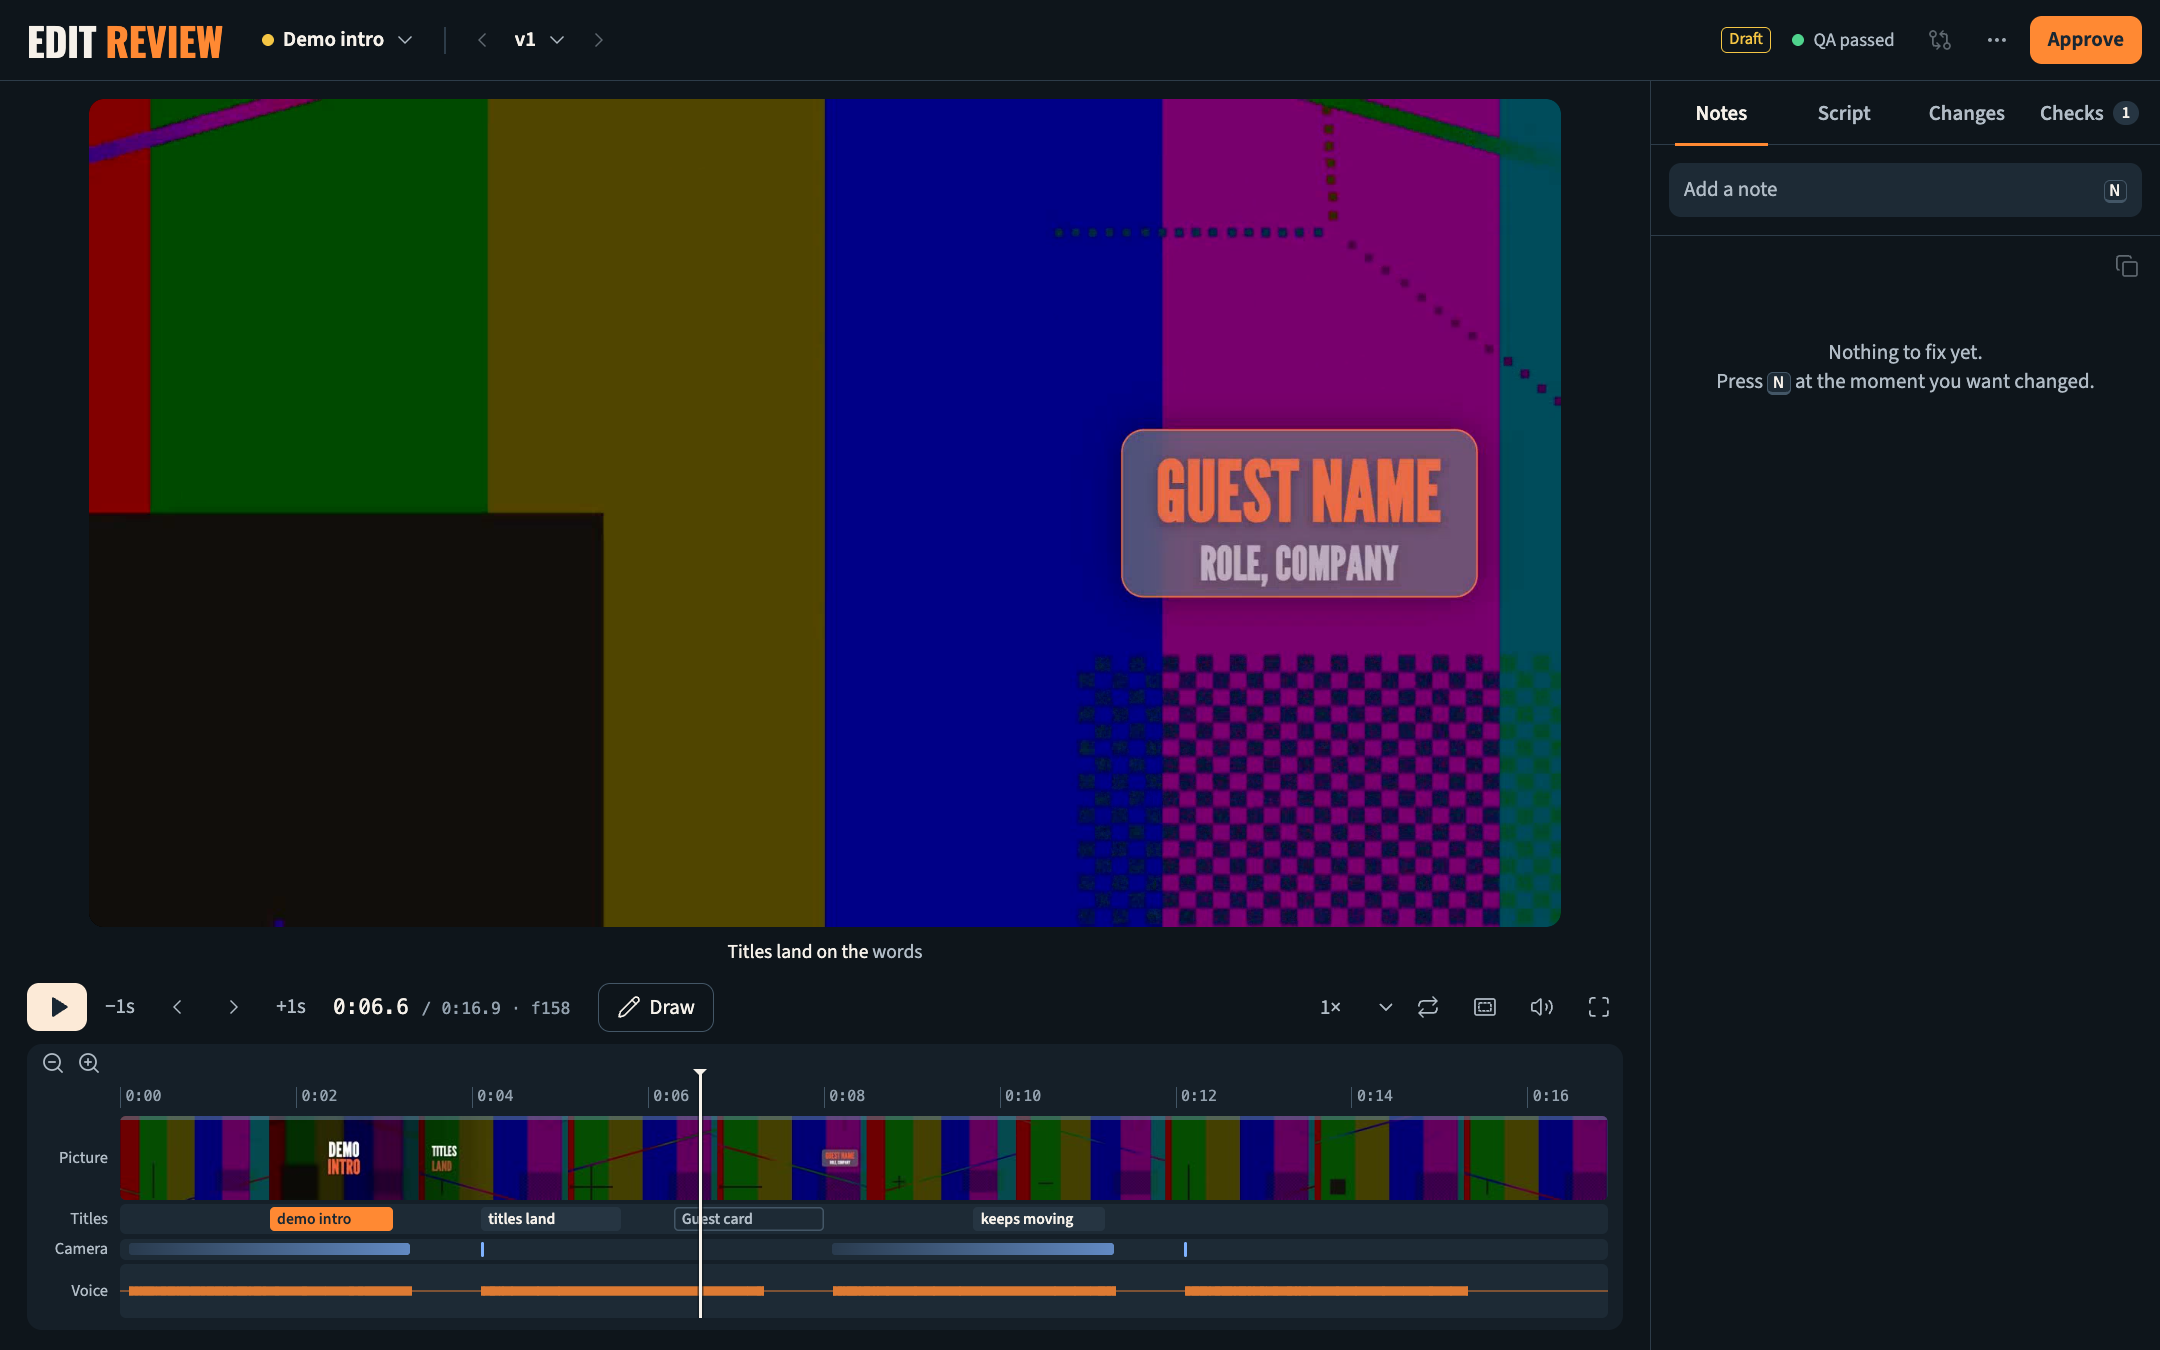 EDIT REVIEW
Demo intro
v1
Draft
QA passed
Approve
Notes
Script
Changes
Checks 1
Add a note
N
Nothing to fix yet.
Press N at the moment you want changed.
GUEST NAME
ROLE, COMPANY
Titles land on the words
−1s
+1s
0:06.6 / 0:16.9 · f158
Draw
1×
0:00
0:02
0:04
0:06
0:08
0:10
0:12
0:14
0:16
Picture
DEMO
INTRO
TITLES
LAND
GUEST NAME
ROLE, COMPANY
Titles
demo intro
titles land
Guest card
keeps moving
Camera
Voice